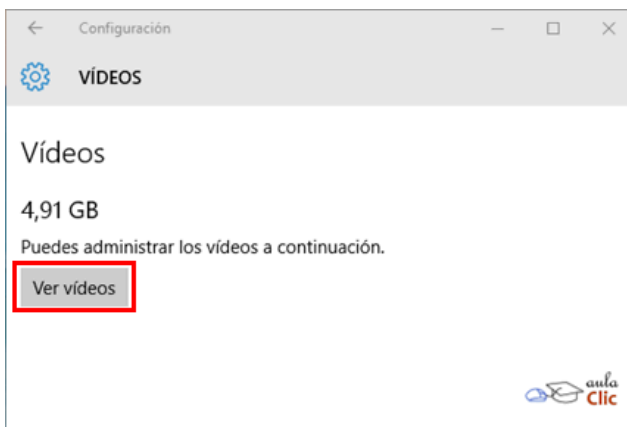 Configuración
VÍDEOS
Vídeos
4,91 GB
Puedes administrar los vídeos a continuación.
Ver vídeos
aula
Clic